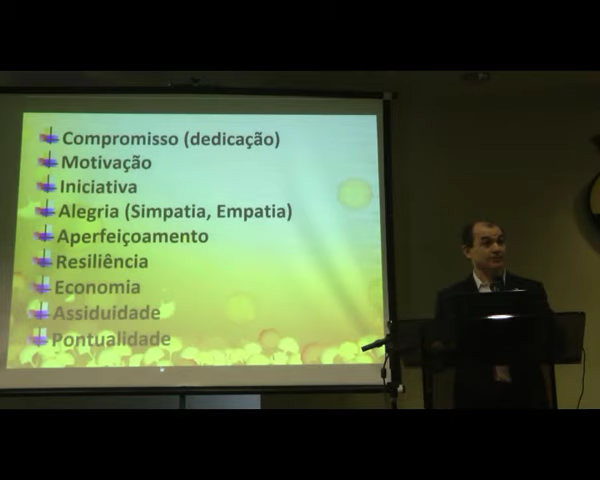 Compromisso (dedicação)
Motivação
Iniciativa
Alegria (Simpatia, Empatia)
Aperfeiçoamento
Resiliência
Economia
Assiduidade
Pontualidade